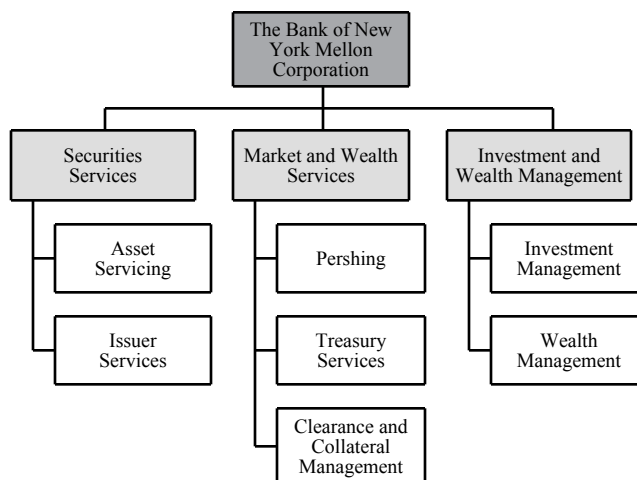 The Bank of New
York Mellon
Corporation
Securities
Services
Market and Wealth
Services
Investment and
Wealth Management
Asset
Servicing
Pershing
Investment
Management
Issuer
Services
Treasury
Services
Wealth
Management
Clearance and
Collateral
Management